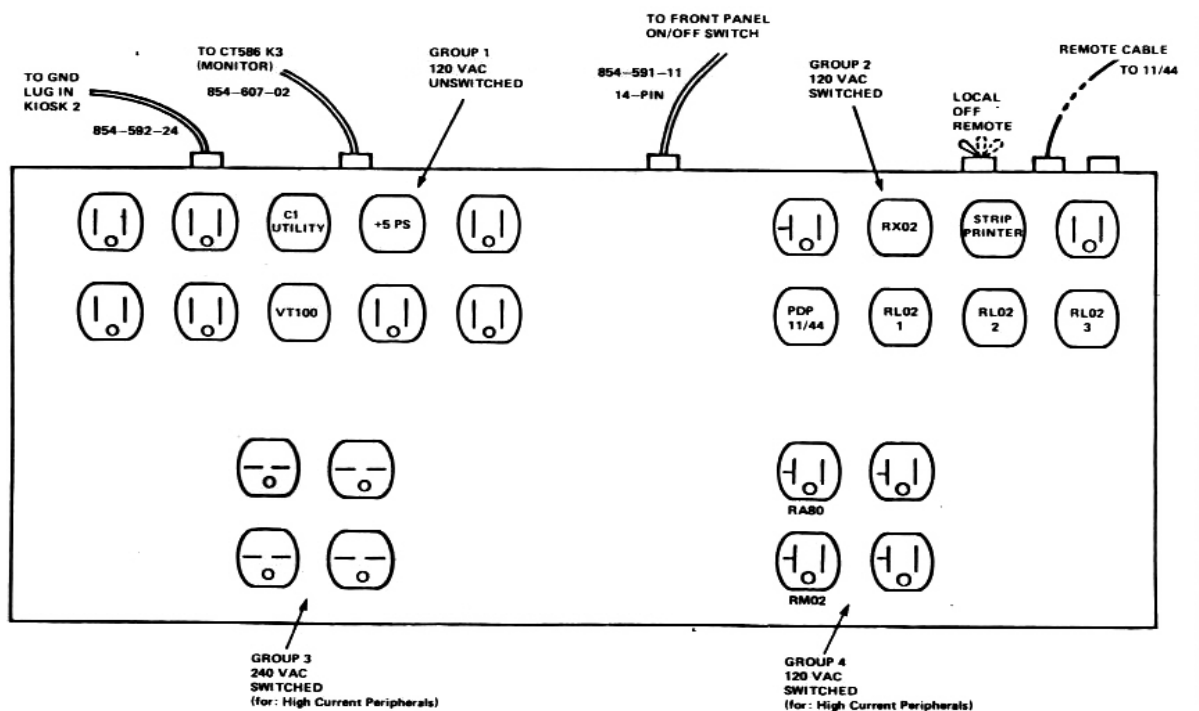 TO FRONT PANEL
ON/OFF SWITCH
TO CT586 K3
(MONITOR)
854-607-02
GROUP 1
120 VAC
UNSWITCHED
854-591-11
14-PIN
GROUP 2
120 VAC
SWITCHED
REMOTE CABLE
TO 11/44
TO GND
LUG IN
KIOSK 2
854-592-24
LOCAL
OFF
REMOTE
C1
UTILITY
+5 PS
RX02
STRIP
PRINTER
VT100
PDP
11/44
RL02
1
RL02
2
RL02
3
RA80
RM02
GROUP 3
240 VAC
SWITCHED
(for: High Current Peripherals)
GROUP 4
120 VAC
SWITCHED
(for: High Current Peripherals)